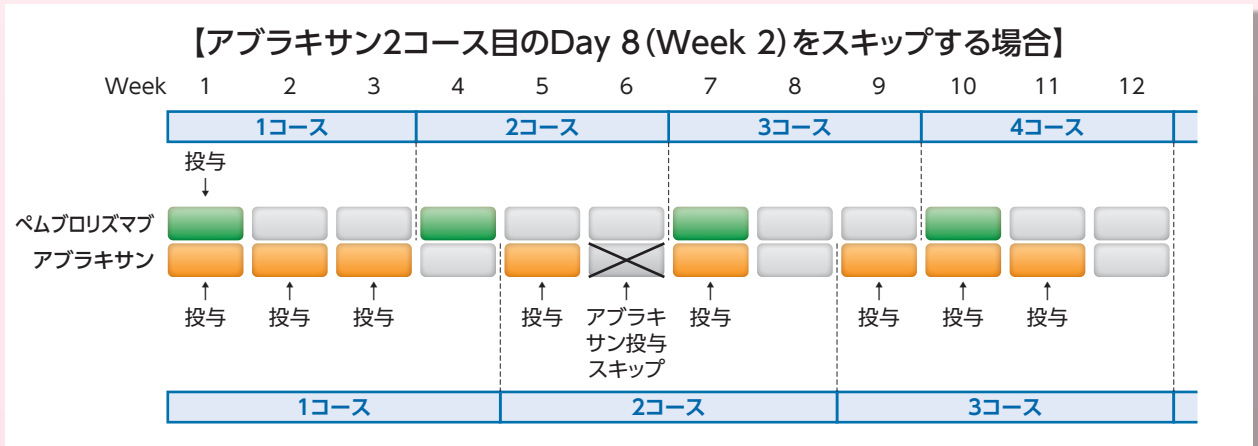 【アブラキサン2コース目のDay 8(Week 2)をスキップする場合】
Week 1 2 3 4 5 6 7 8 9 10 11 12
1コース 2コース 3コース 4コース
投与
ペムブロリズマブ
アブラキサン
投与 投与 投与 投与 アブラキ 投与 投与 投与 投与
サン投与
スキップ
1コース 2コース 3コース